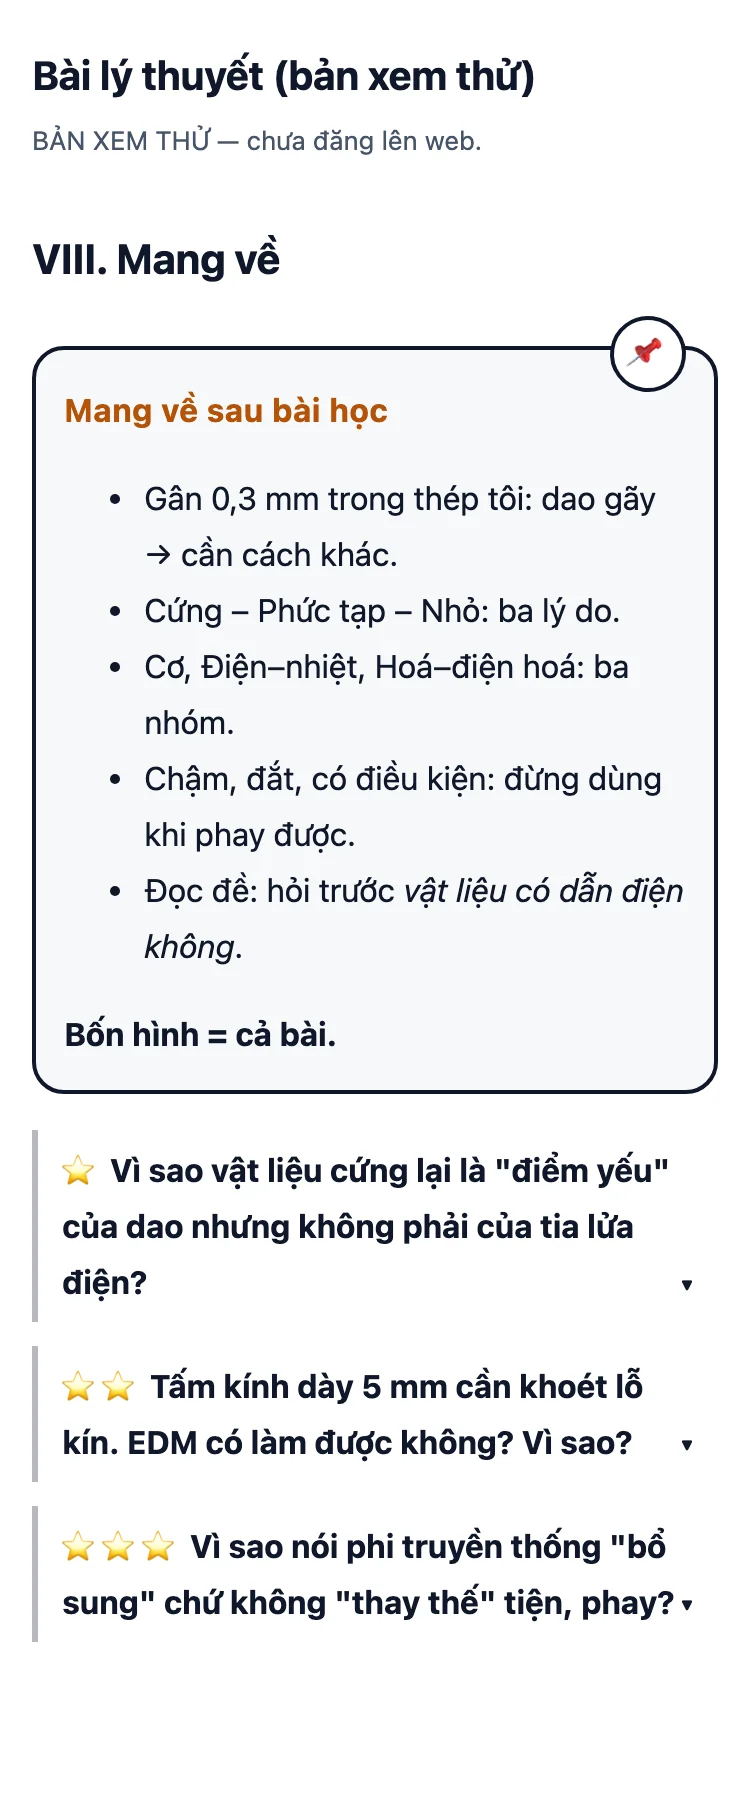 Bài lý thuyết (bản xem thử)
BẢN XEM THỬ — chưa đăng lên web.
VIII. Mang về
Mang về sau bài học
• Gân 0,3 mm trong thép tôi: dao gãy
→ cần cách khác.
• Cứng – Phức tạp – Nhỏ: ba lý do.
• Cơ, Điện–nhiệt, Hoá–điện hoá: ba
nhóm.
• Chậm, đắt, có điều kiện: đừng dùng
khi phay được.
• Đọc đề: hỏi trước vật liệu có dẫn điện
không.
Bốn hình = cả bài.
⭐ Vì sao vật liệu cứng lại là "điểm yếu"
của dao nhưng không phải của tia lửa
điện? ▾
⭐⭐ Tấm kính dày 5 mm cần khoét lỗ
kín. EDM có làm được không? Vì sao? ▾
⭐⭐⭐ Vì sao nói phi truyền thống "bổ
sung" chứ không "thay thế" tiện, phay? ▾